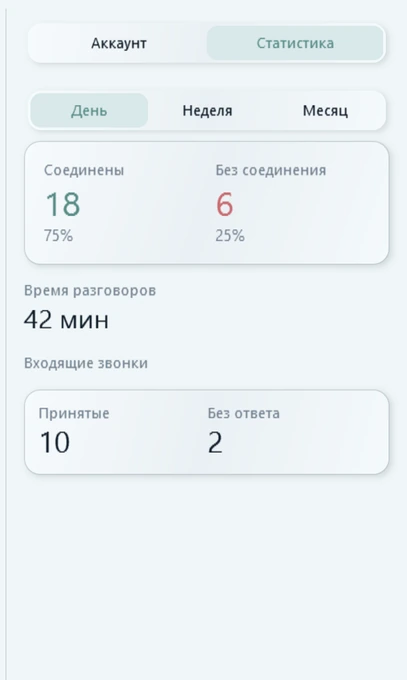 Аккаунт Статистика
День Неделя Месяц
Соединены Без соединения
18 6
75% 25%
Время разговоров
42 мин
Входящие звонки
Принятые Без ответа
10 2